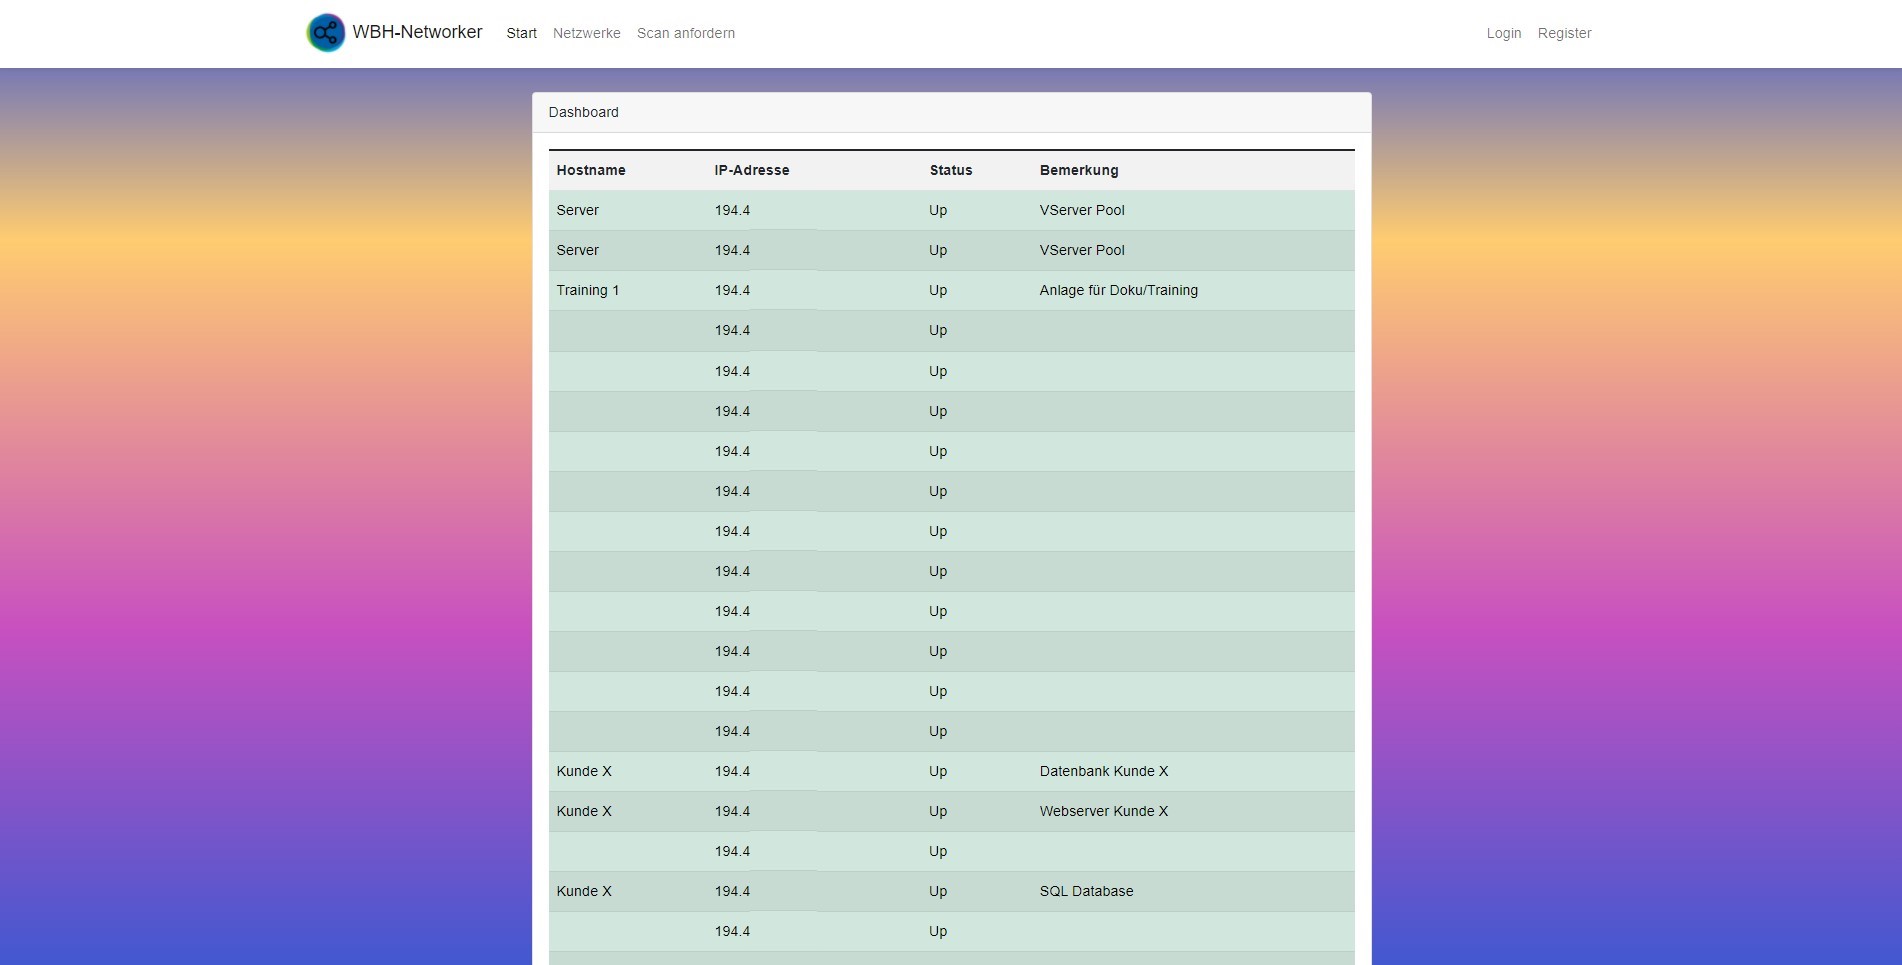 WBH-Networker Start Netzwerke Scan anfordern Login Register
Dashboard
Hostname IP-Adresse Status Bemerkung
Server 194.4 Up VServer Pool
Server 194.4 Up VServer Pool
Training 1 194.4 Up Anlage für Doku/Training
194.4 Up
194.4 Up
194.4 Up
194.4 Up
194.4 Up
194.4 Up
194.4 Up
194.4 Up
194.4 Up
194.4 Up
194.4 Up
Kunde X 194.4 Up Datenbank Kunde X
Kunde X 194.4 Up Webserver Kunde X
194.4 Up
Kunde X 194.4 Up SQL Database
194.4 Up